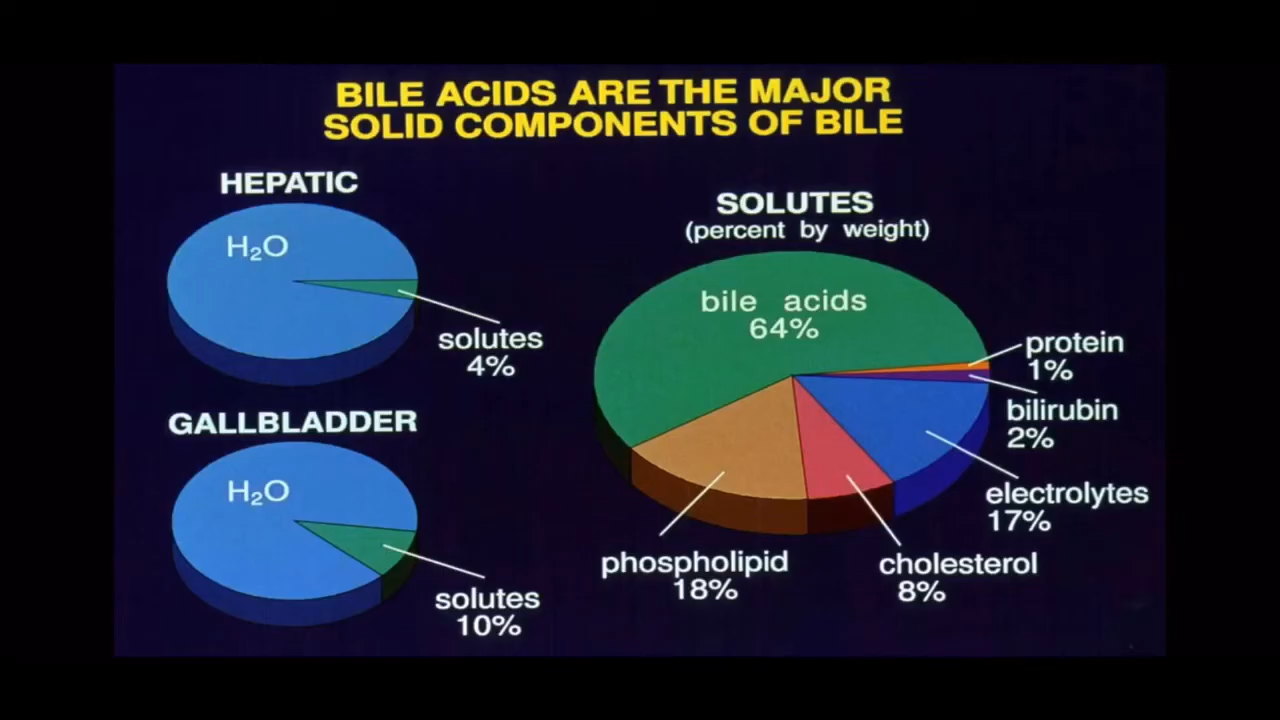 BILE ACIDS ARE THE MAJOR
SOLID COMPONENTS OF BILE
HEPATIC
H₂O
solutes
4%
GALLBLADDER
H₂O
solutes
10%
SOLUTES
(percent by weight)
bile acids
64%
protein
1%
bilirubin
2%
electrolytes
17%
cholesterol
8%
phospholipid
18%